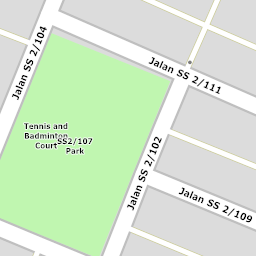 Jalan SS 2/104
Jalan SS 2/111
Tennis and
Badminton
Court
SS2/107
Park
Jalan SS 2/102
Jalan SS 2/109